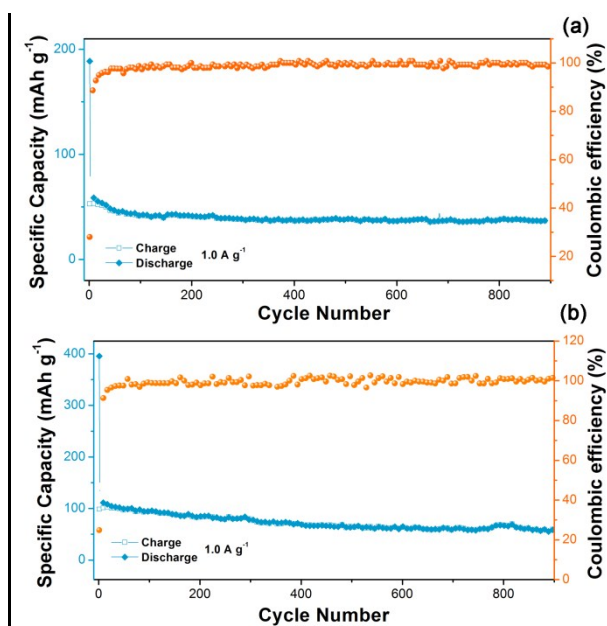 (a)
Specific Capacity (mAh g⁻¹)
200
100
0
Coulombic efficiency (%)
100
80
60
40
20
Charge
Discharge
1.0 A g⁻¹
0 200 400 600 800
Cycle Number
(b)
Specific Capacity (mAh g⁻¹)
400
300
200
100
0
Coulombic efficiency (%)
120
100
80
60
40
20
0
Charge
Discharge
1.0 A g⁻¹
0 200 400 600 800
Cycle Number